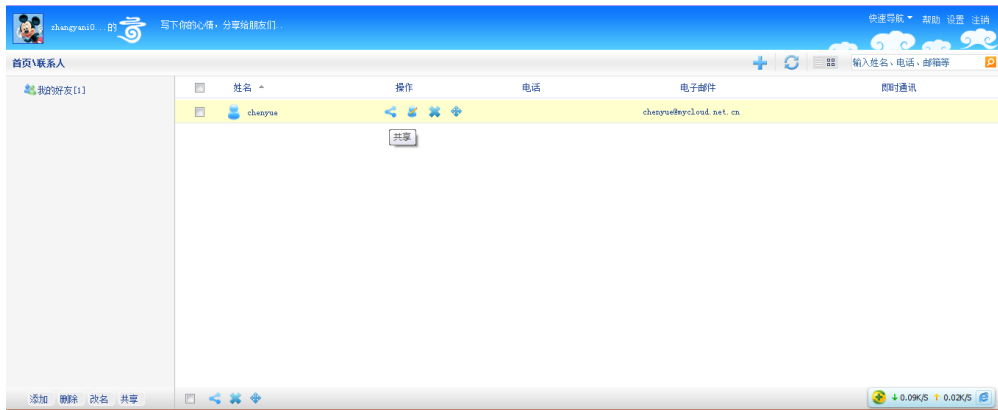 zhangyani0...的云 写下你的心情，分享给朋友们.. 快速导航 帮助 设置 注销
首页\联系人 输入姓名、电话、邮箱等
我的好友[1] 姓名 操作 电话 电子邮件 即时通讯
chenyue chenyue@mycloud.net.cn
共享
添加 删除 改名 共享 0.09K/S 0.02K/S